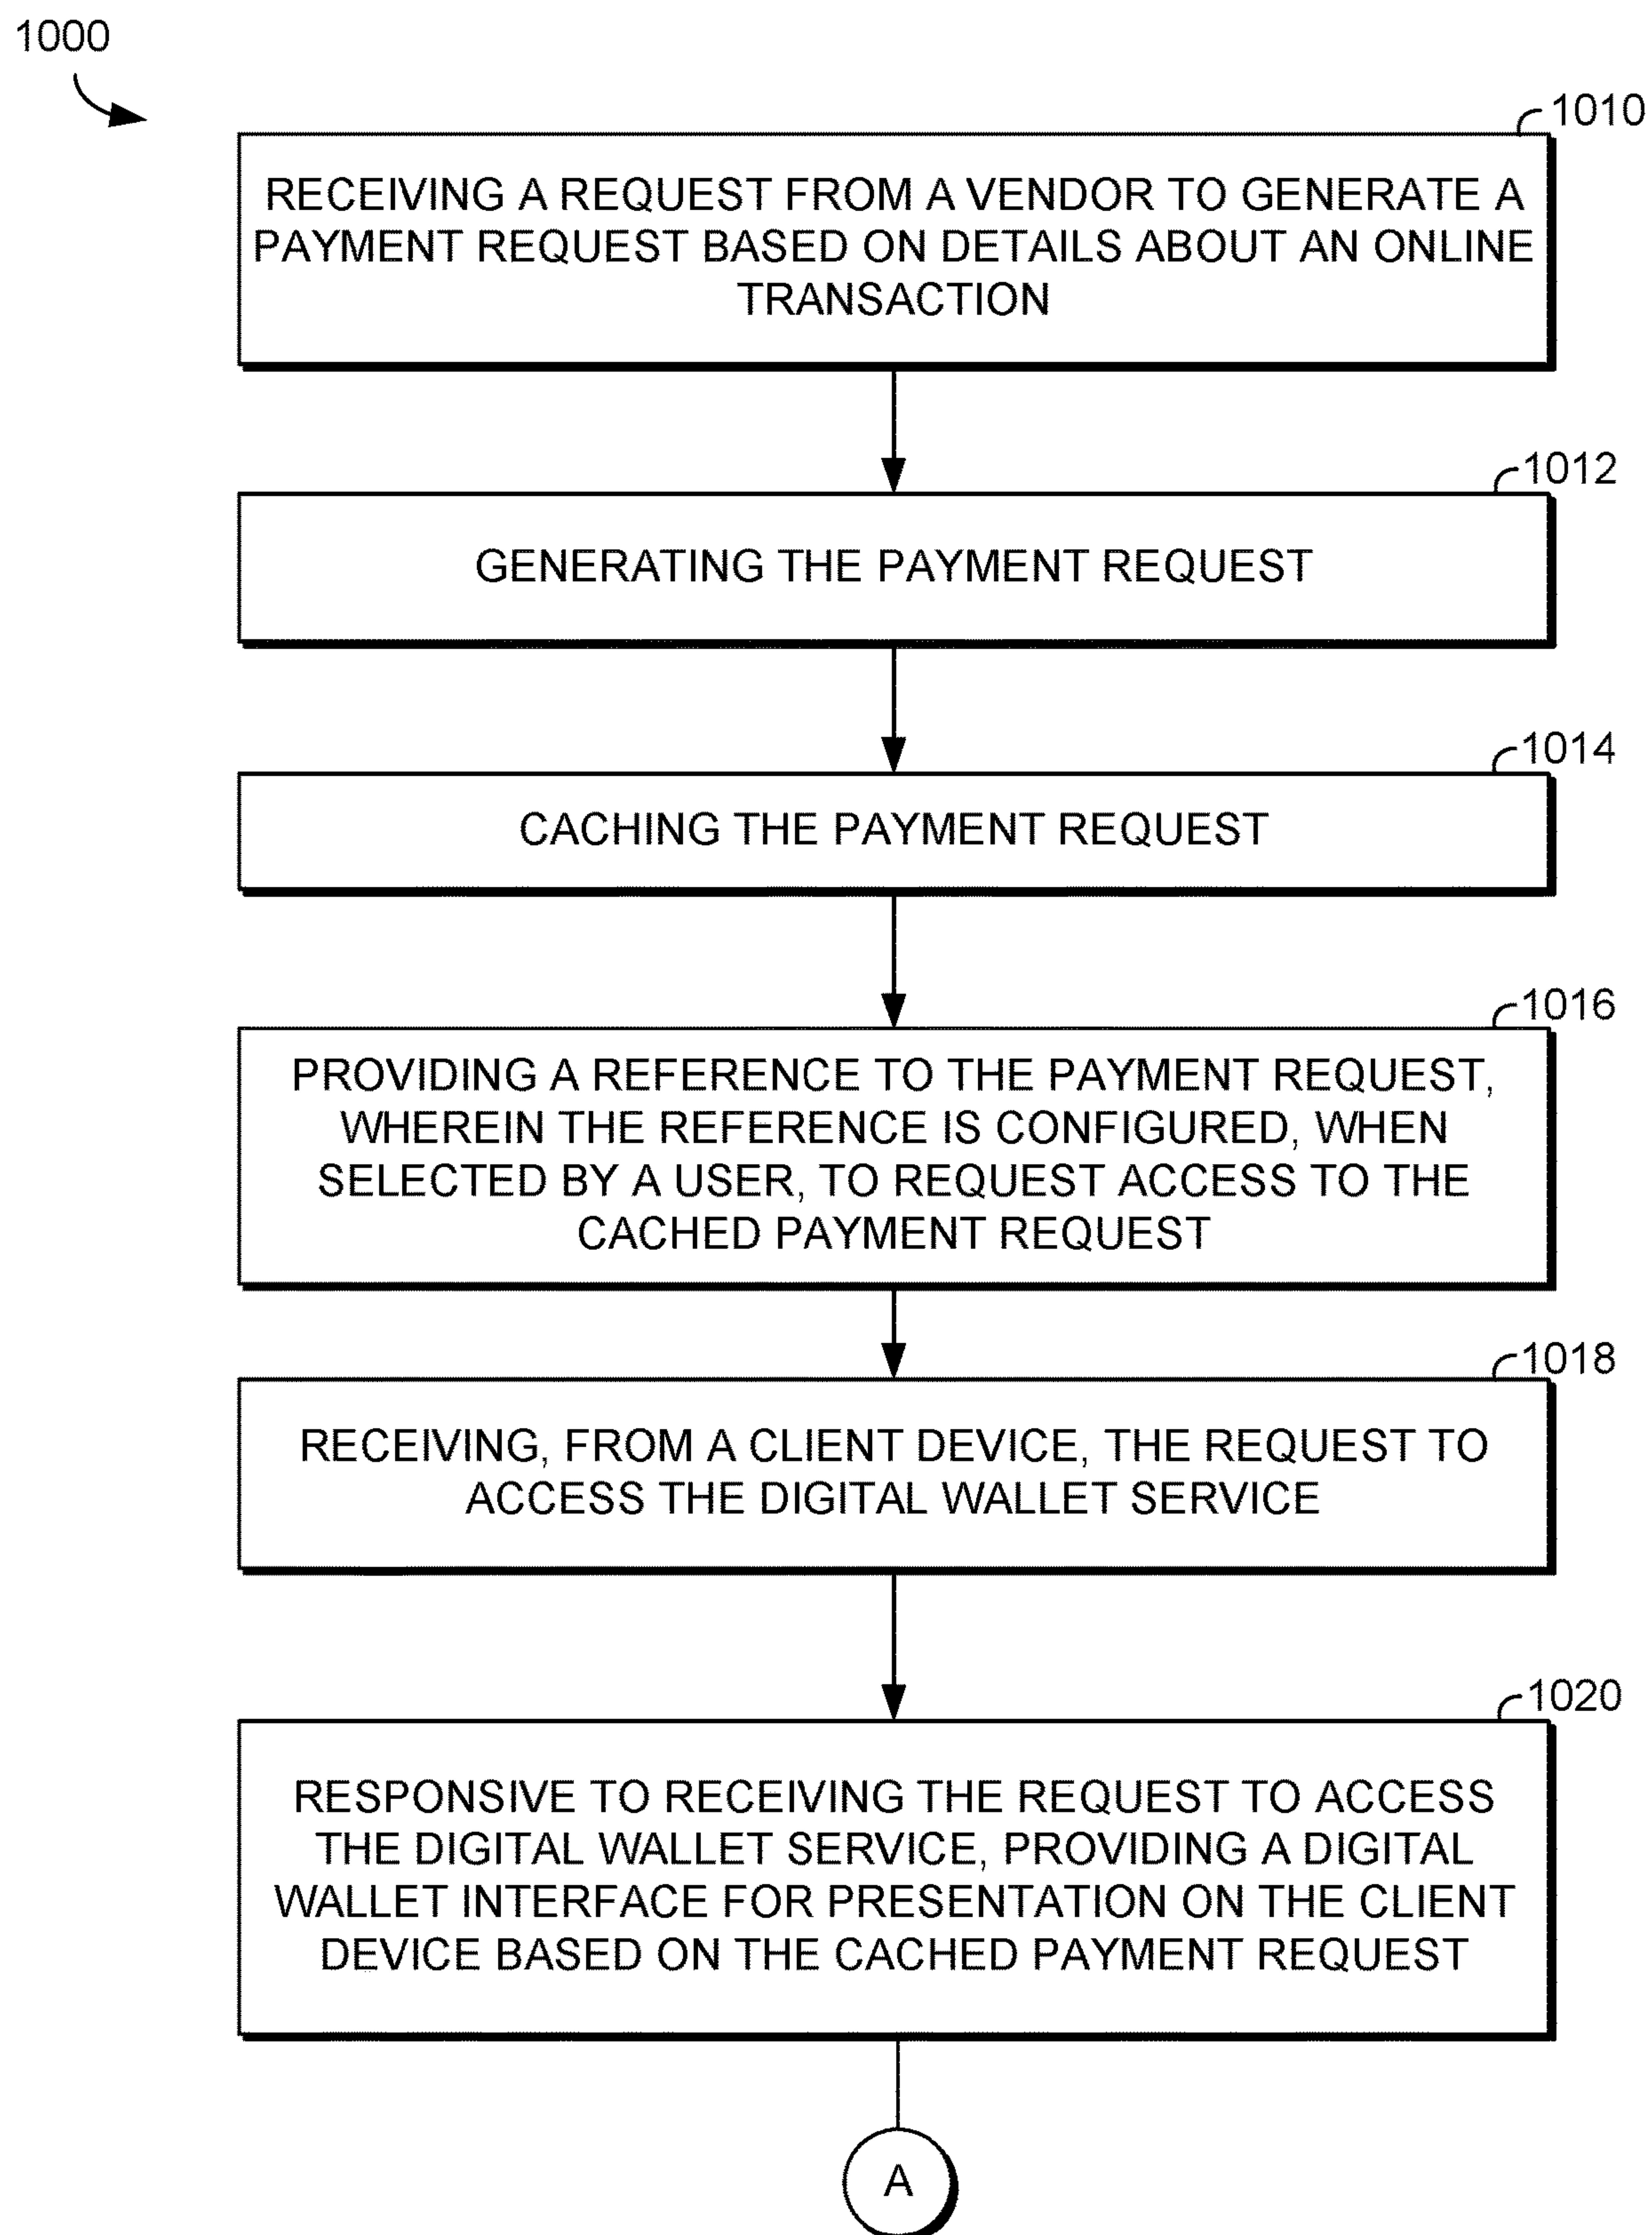 1000
1010
RECEIVING A REQUEST FROM A VENDOR TO GENERATE A
PAYMENT REQUEST BASED ON DETAILS ABOUT AN ONLINE
TRANSACTION
1012
GENERATING THE PAYMENT REQUEST
1014
CACHING THE PAYMENT REQUEST
1016
PROVIDING A REFERENCE TO THE PAYMENT REQUEST,
WHEREIN THE REFERENCE IS CONFIGURED, WHEN
SELECTED BY A USER, TO REQUEST ACCESS TO THE
CACHED PAYMENT REQUEST
1018
RECEIVING, FROM A CLIENT DEVICE, THE REQUEST TO
ACCESS THE DIGITAL WALLET SERVICE
1020
RESPONSIVE TO RECEIVING THE REQUEST TO ACCESS
THE DIGITAL WALLET SERVICE, PROVIDING A DIGITAL
WALLET INTERFACE FOR PRESENTATION ON THE CLIENT
DEVICE BASED ON THE CACHED PAYMENT REQUEST
A